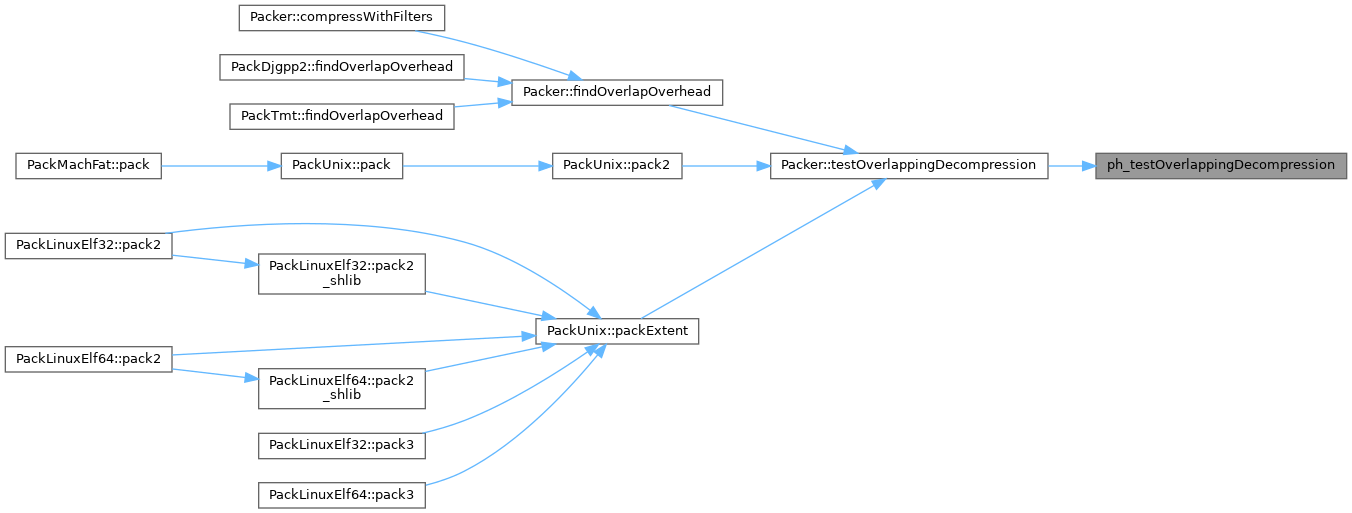 Packer::compressWithFilters
PackDjgpp2::findOverlapOverhead
Packer::findOverlapOverhead
PackTmt::findOverlapOverhead
PackMachFat::pack
PackUnix::pack
PackUnix::pack2
Packer::testOverlappingDecompression
ph_testOverlappingDecompression
PackLinuxElf32::pack2
PackLinuxElf32::pack2
_shlib
PackUnix::packExtent
PackLinuxElf64::pack2
PackLinuxElf64::pack2
_shlib
PackLinuxElf32::pack3
PackLinuxElf64::pack3